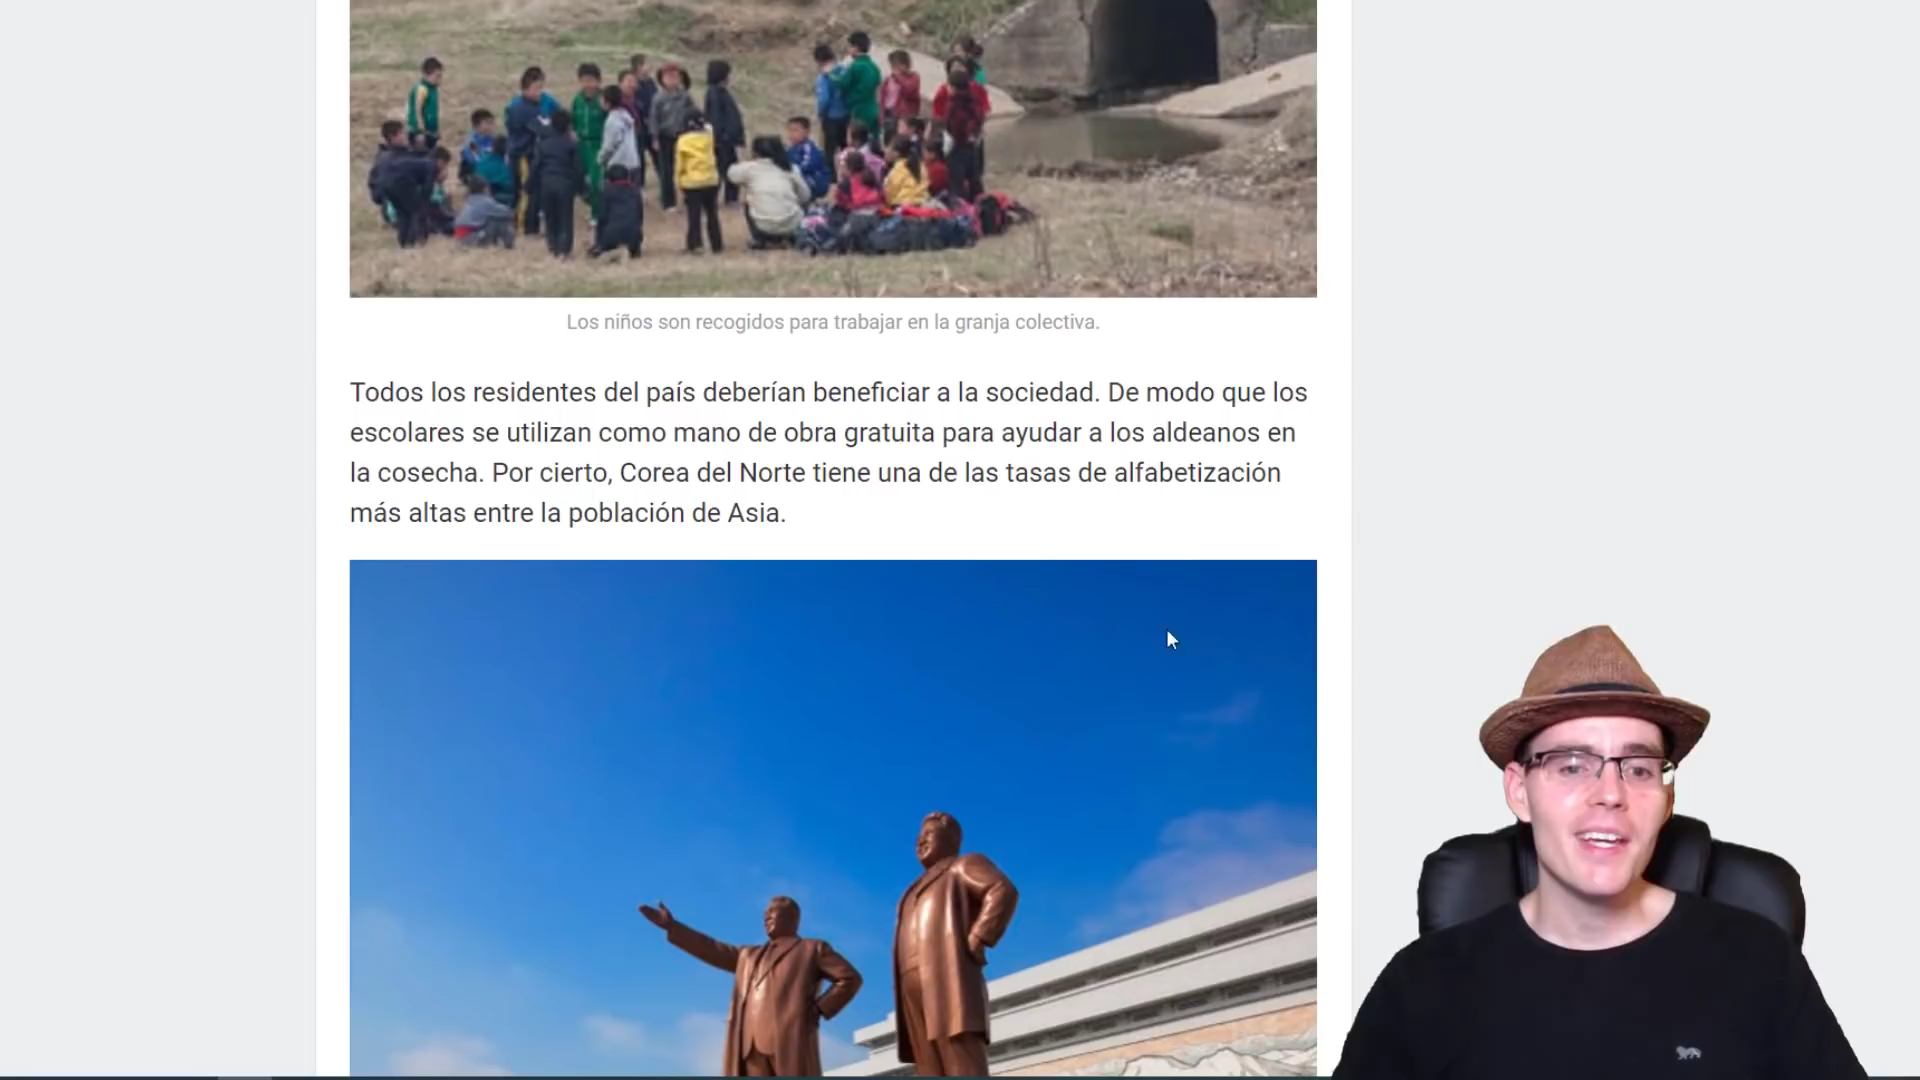 Los niños son recogidos para trabajar en la granja colectiva.
Todos los residentes del país deberían beneficiar a la sociedad. De modo que los
escolares se utilizan como mano de obra gratuita para ayudar a los aldeanos en
la cosecha. Por cierto, Corea del Norte tiene una de las tasas de alfabetización
más altas entre la población de Asia.